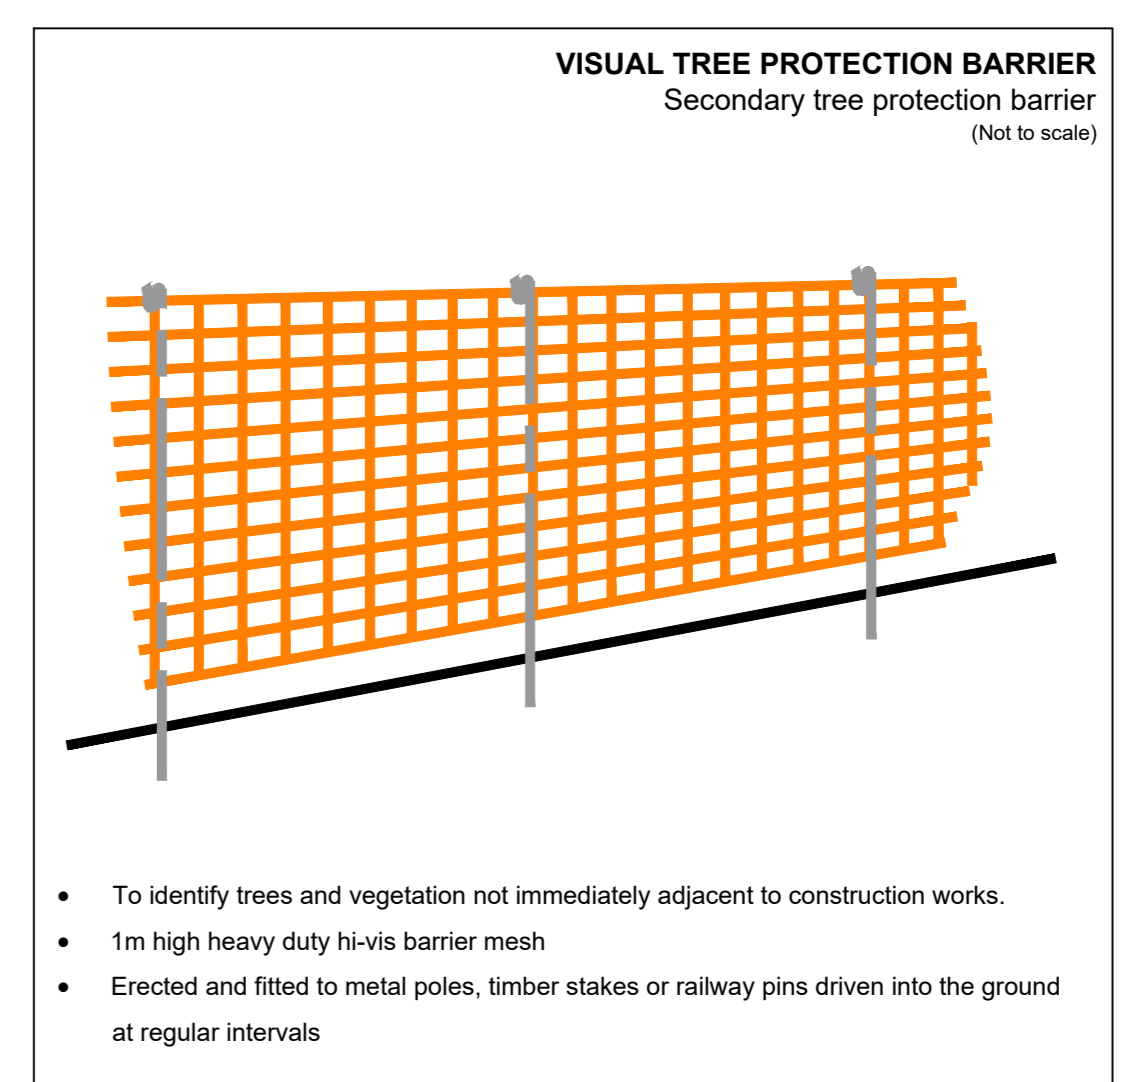 VISUAL TREE PROTECTION BARRIER
Secondary tree protection barrier
(Not to scale)
• To identify trees and vegetation not immediately adjacent to construction works.
• 1m high heavy duty hi-vis barrier mesh
• Erected and fitted to metal poles, timber stakes or railway pins driven into the ground
at regular intervals